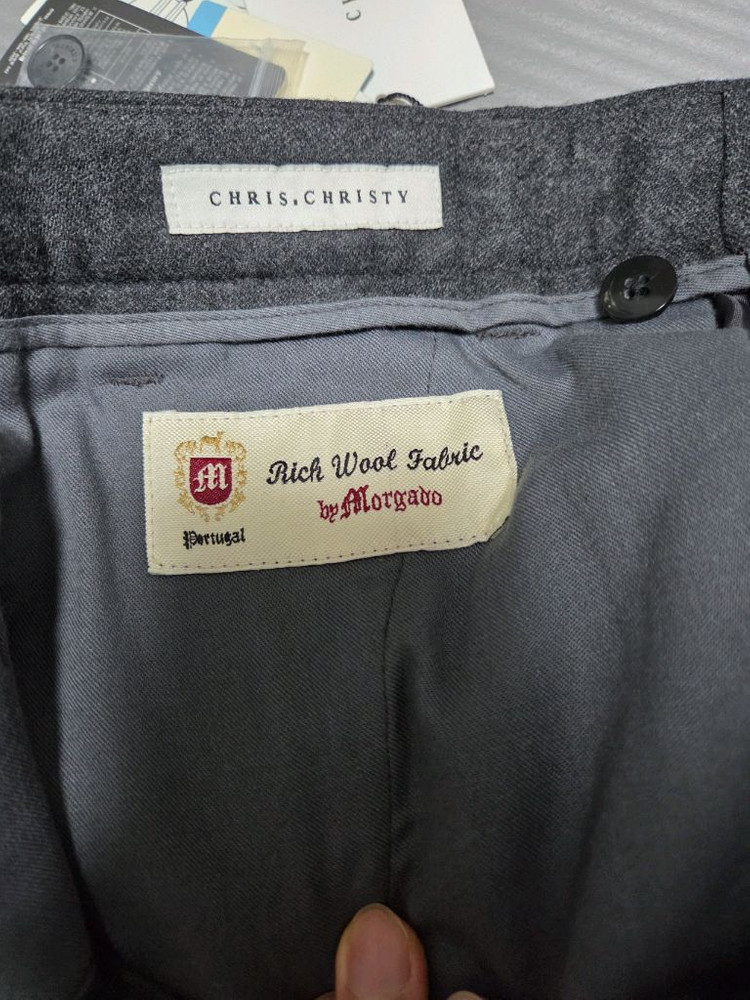 CHRIS.CHRISTY
Rich Wool Fabric
by Morgado
M
Portugal